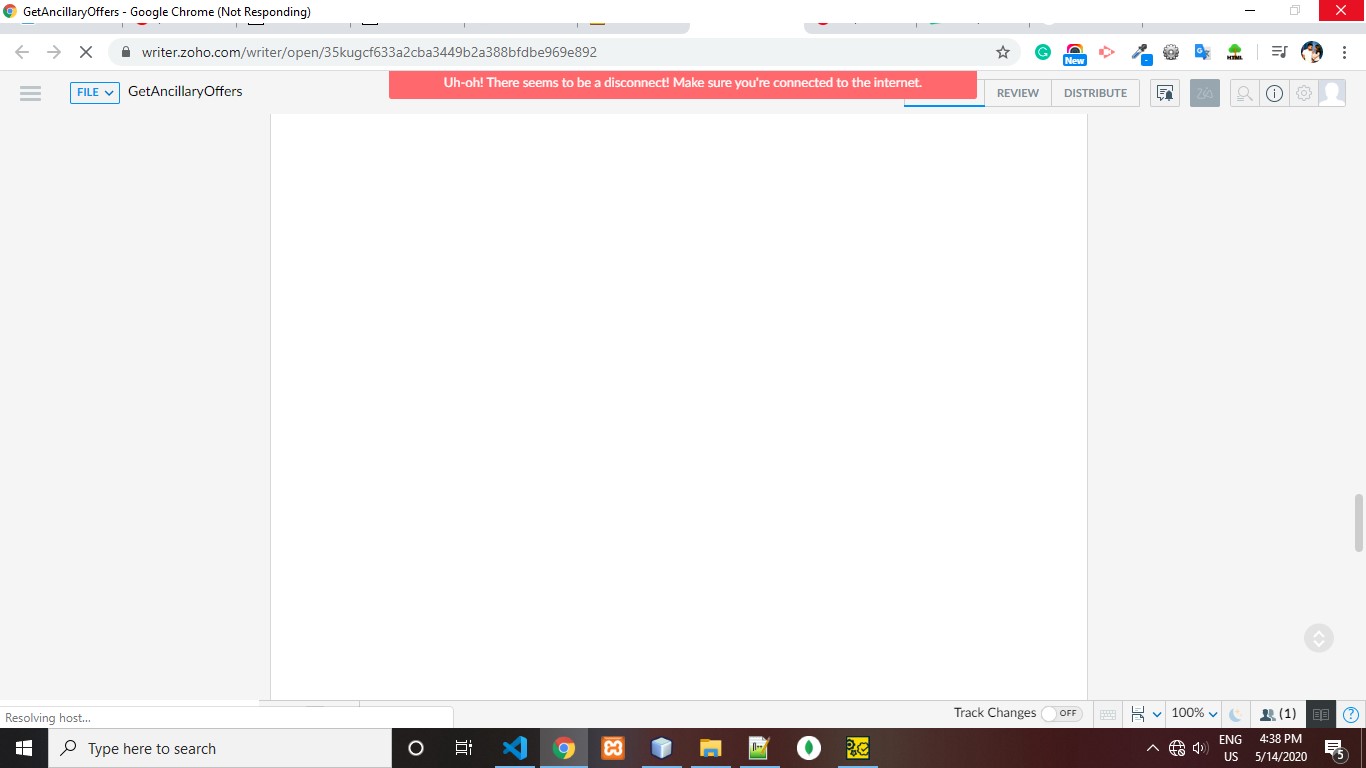 GetAncillaryOffers - Google Chrome (Not Responding)
writer.zoho.com/writer/open/35kugcf633a2cba3449b2a388bfdbe969e892
New
HTML
FILE
GetAncillaryOffers
Uh-oh! There seems to be a disconnect! Make sure you're connected to the internet.
REVIEW
DISTRIBUTE
Track Changes
OFF
100%
(1)
Resolving host...
Type here to search
ENG
US
4:38 PM
5/14/2020
5